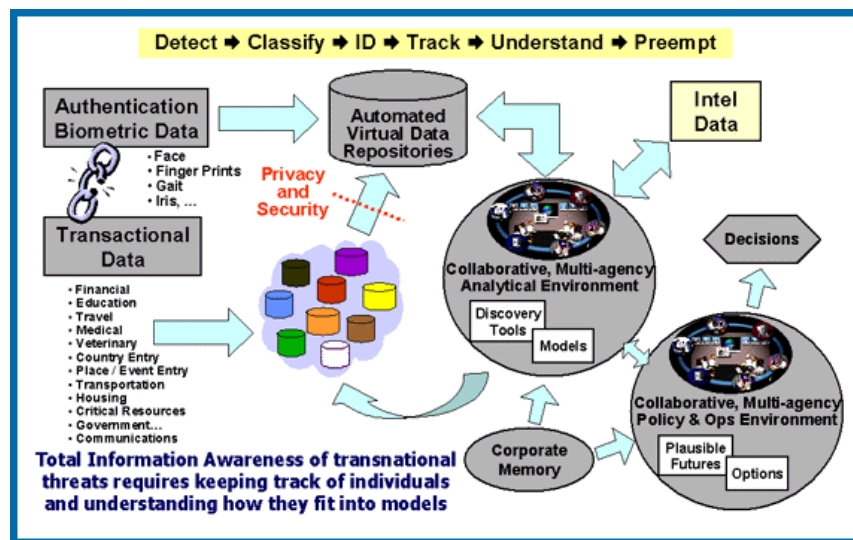 Detect ➔ Classify ➔ ID ➔ Track ➔ Understand ➔ Preempt
Authentication
Biometric Data
• Face
• Finger Prints
• Gait
• Iris, ...
Transactional
Data
• Financial
• Education
• Travel
• Medical
• Veterinary
• Country Entry
• Place / Event Entry
• Transportation
• Housing
• Critical Resources
• Government...
• Communications
Automated
Virtual Data
Repositories
Privacy
and
Security
Intel
Data
Collaborative, Multi-agency
Analytical Environment
Discovery
Tools
Models
Decisions
Collaborative, Multi-agency
Policy & Ops Environment
Plausible
Futures
Options
Corporate
Memory
Total Information Awareness of transnational
threats requires keeping track of individuals
and understanding how they fit into models